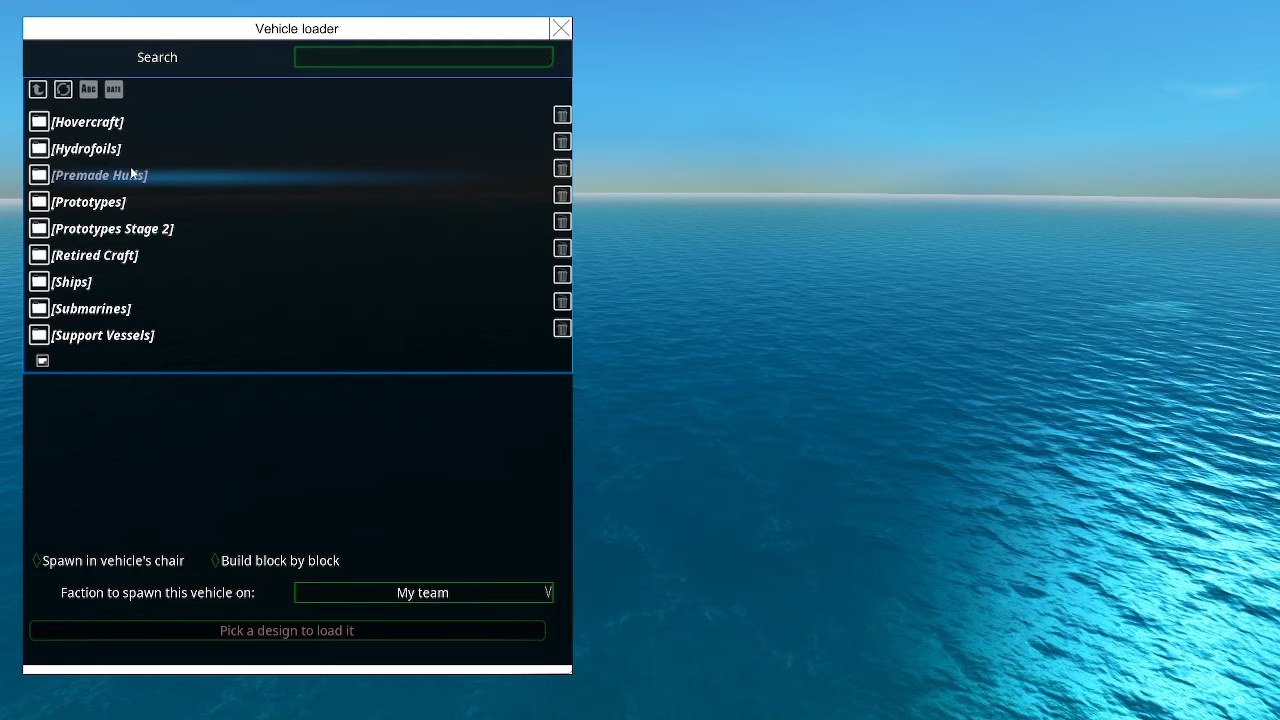 Vehicle loader
Search
ABC DATE
[Hovercraft]
[Hydrofoils]
[Premade Hulls]
[Prototypes]
[Prototypes Stage 2]
[Retired Craft]
[Ships]
[Submarines]
[Support Vessels]
Spawn in vehicle's chair Build block by block
Faction to spawn this vehicle on: My team V
Pick a design to load it